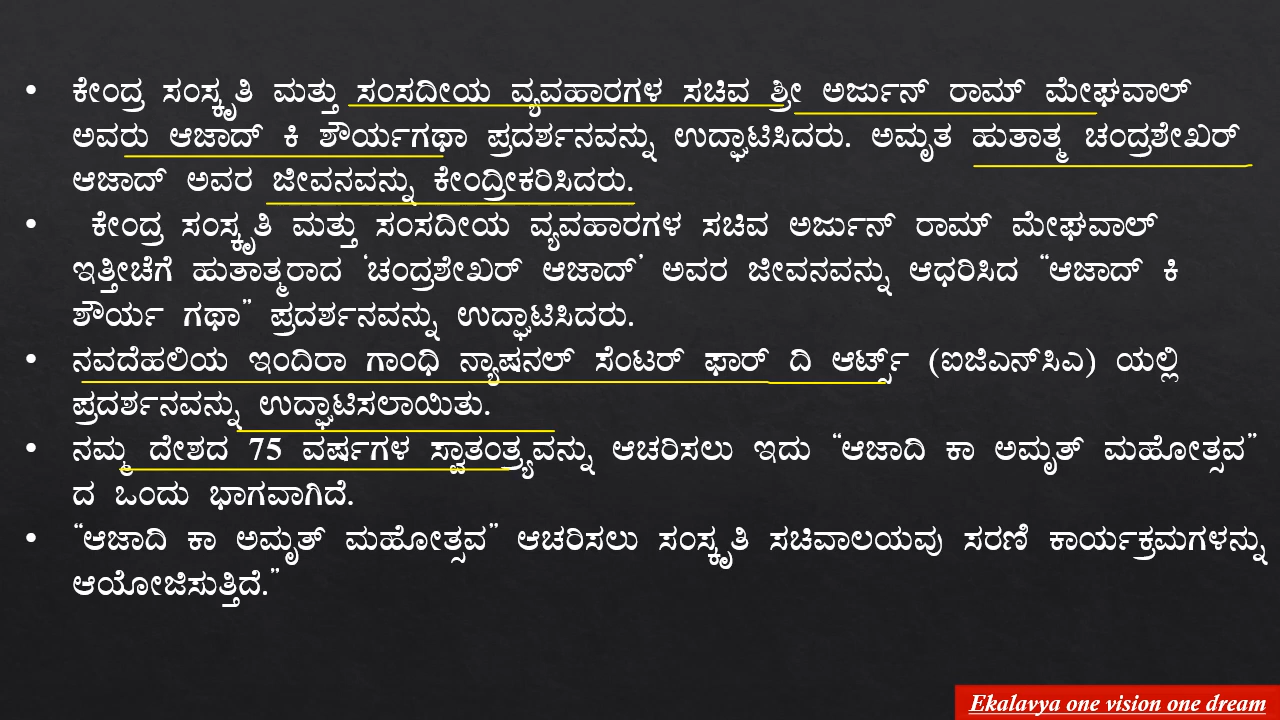 • ಕೇಂದ್ರ ಸಂಸ್ಕೃತಿ ಮತ್ತು ಸಂಸದೀಯ ವ್ಯವಹಾರಗಳ ಸಚಿವ ಶ್ರೀ ಅರ್ಜುನ್ ರಾಮ್ ಮೇಘವಾಲ್
ಅವರು ಆಜಾದ್ ಕಿ ಶೌರ್ಯಗಥಾ ಪ್ರದರ್ಶನವನ್ನು ಉದ್ಘಾಟಿಸಿದರು. ಅಮೃತ ಹುತಾತ್ಮ ಚಂದ್ರಶೇಖರ್
ಆಜಾದ್ ಅವರ ಜೀವನವನ್ನು ಕೇಂದ್ರೀಕರಿಸಿದರು.
• ಕೇಂದ್ರ ಸಂಸ್ಕೃತಿ ಮತ್ತು ಸಂಸದೀಯ ವ್ಯವಹಾರಗಳ ಸಚಿವ ಅರ್ಜುನ್ ರಾಮ್ ಮೇಘವಾಲ್
ಇತ್ತೀಚೆಗೆ ಹುತಾತ್ಮರಾದ ‘ಚಂದ್ರಶೇಖರ್ ಆಜಾದ್’ ಅವರ ಜೀವನವನ್ನು ಆಧರಿಸಿದ “ಆಜಾದ್ ಕಿ
ಶೌರ್ಯ ಗಥಾ” ಪ್ರದರ್ಶನವನ್ನು ಉದ್ಘಾಟಿಸಿದರು.
• ನವದೆಹಲಿಯ ಇಂದಿರಾ ಗಾಂಧಿ ನ್ಯಾಷನಲ್ ಸೆಂಟರ್ ಫಾರ್ ದಿ ಆರ್ಟ್ಸ್ (ಐಜಿಎನ್‌ಸಿಎ) ಯಲ್ಲಿ
ಪ್ರದರ್ಶನವನ್ನು ಉದ್ಘಾಟಿಸಲಾಯಿತು.
• ನಮ್ಮ ದೇಶದ 75 ವರ್ಷಗಳ ಸ್ವಾತಂತ್ರ್ಯವನ್ನು ಆಚರಿಸಲು ಇದು “ಆಜಾದಿ ಕಾ ಅಮೃತ್ ಮಹೋತ್ಸವ”
ದ ಒಂದು ಭಾಗವಾಗಿದೆ.
• “ಆಜಾದಿ ಕಾ ಅಮೃತ್ ಮಹೋತ್ಸವ” ಆಚರಿಸಲು ಸಂಸ್ಕೃತಿ ಸಚಿವಾಲಯವು ಸರಣಿ ಕಾರ್ಯಕ್ರಮಗಳನ್ನು
ಆಯೋಜಿಸುತ್ತಿದೆ.”
Ekalavya one vision one dream